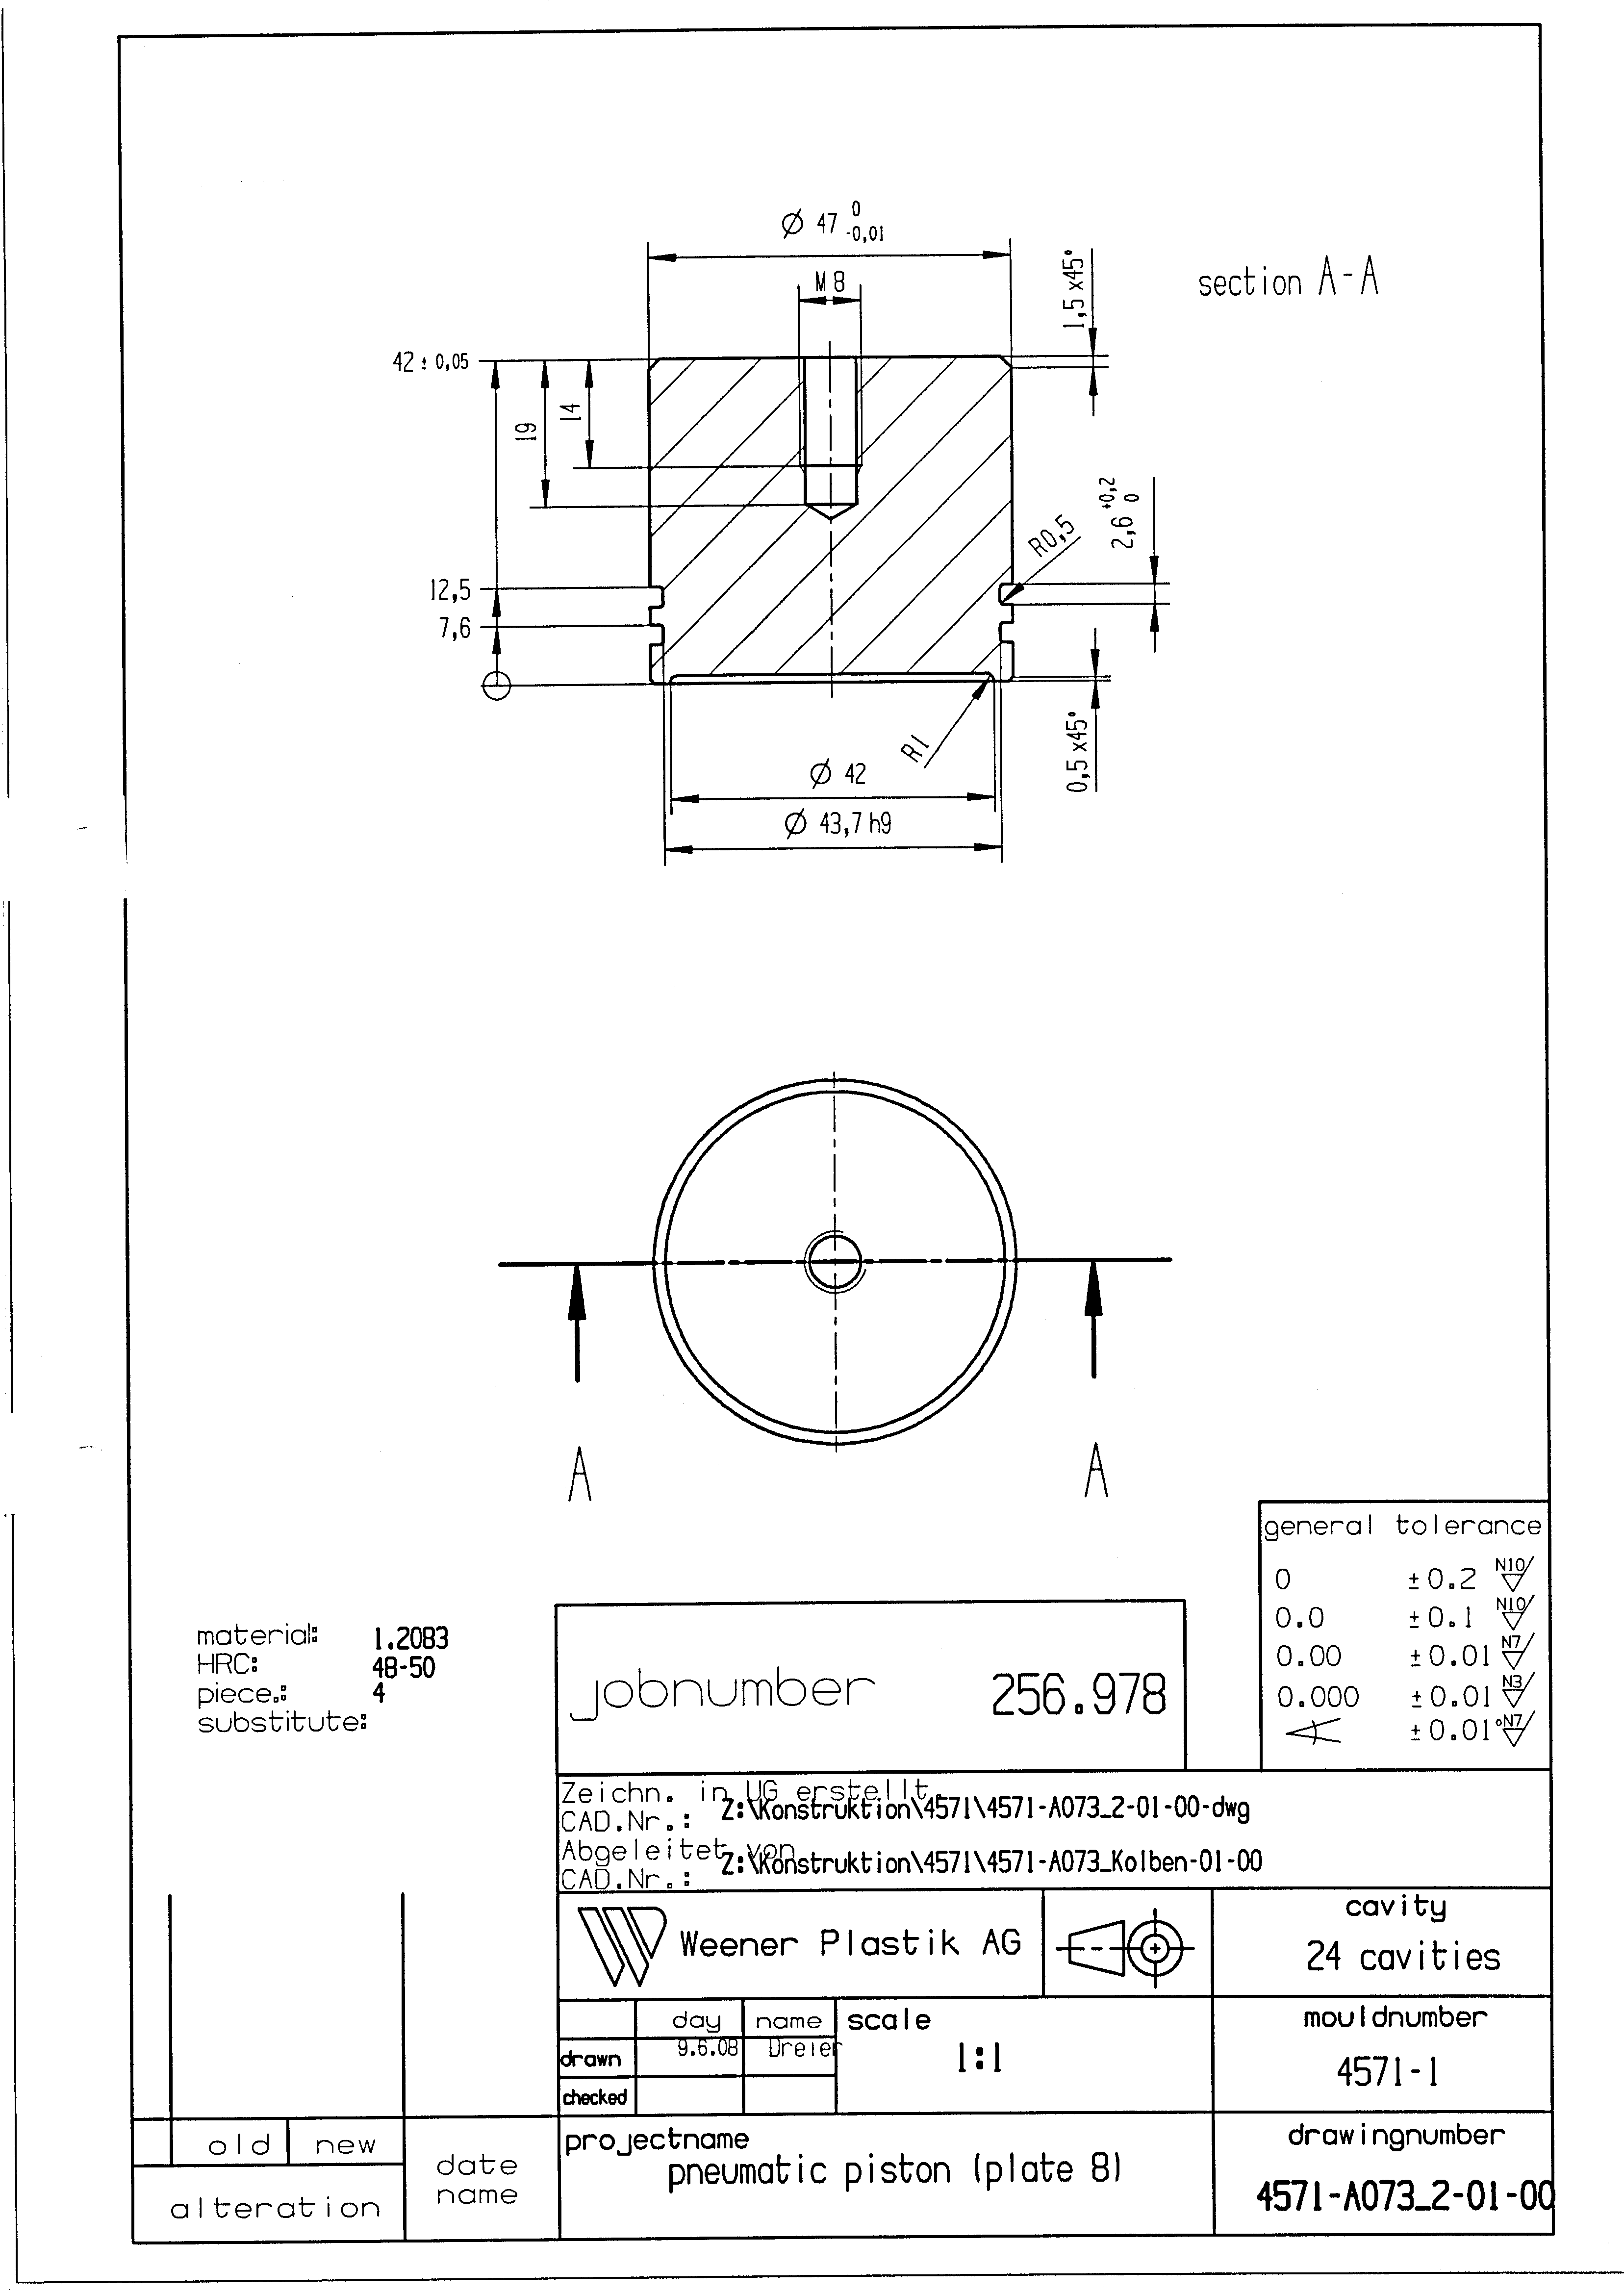 Ø 47 0 -0,01
M 8
1,5 x45°
section A-A
42 ± 0,05
14
19
2,6 +0,2 0
R0,5
12,5
7,6
R1
0,5 x45°
Ø 42
Ø 43,7 h9
A A
general tolerance
0 ±0.2 N10
0.0 ±0.1 N10
0.00 ±0.01 N7
0.000 ±0.01 N3
∢ ±0.01° N7
material: 1.2083
HRC: 48-50
piece.: 4
substitute:
jobnumber 256.978
Zeichn. in UG erstellt
CAD.Nr.: Z:\Konstruktion\4571\4571-A073_2-01-00-dwg
Abgeleitet von
CAD.Nr.: Z:\Konstruktion\4571\4571-A073_Kolben-01-00
Weener Plastik AG
cavity
24 cavities
day name scale
drawn 9.6.08 Dreier 1:1
checked
mouldnumber
4571-1
old new
alteration
date
name
projectname
pneumatic piston (plate 8)
drawingnumber
4571-A073_2-01-00